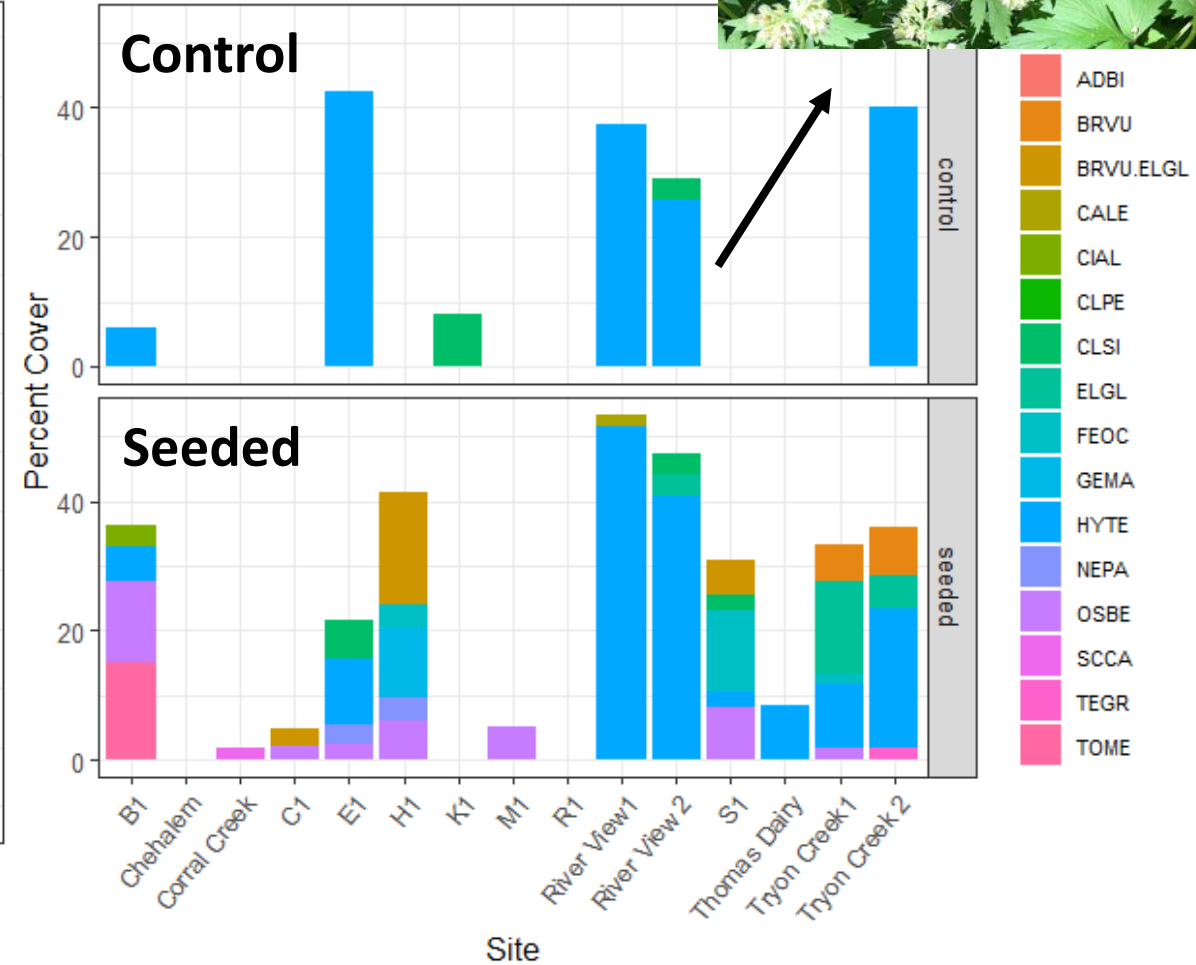 Control
40
20
0
control
Percent Cover
Seeded
40
20
0
seeded
B1
Chehalem
Corral Creek
C1
E1
H1
K1
M1
R1
River View1
River View 2
S1
Thomas Dairy
Tryon Creek1
Tryon Creek 2
Site
ADBI
BRVU
BRVU.ELGL
CALE
CIAL
CLPE
CLSI
ELGL
FEOC
GEMA
HYTE
NEPA
OSBE
SCCA
TEGR
TOME